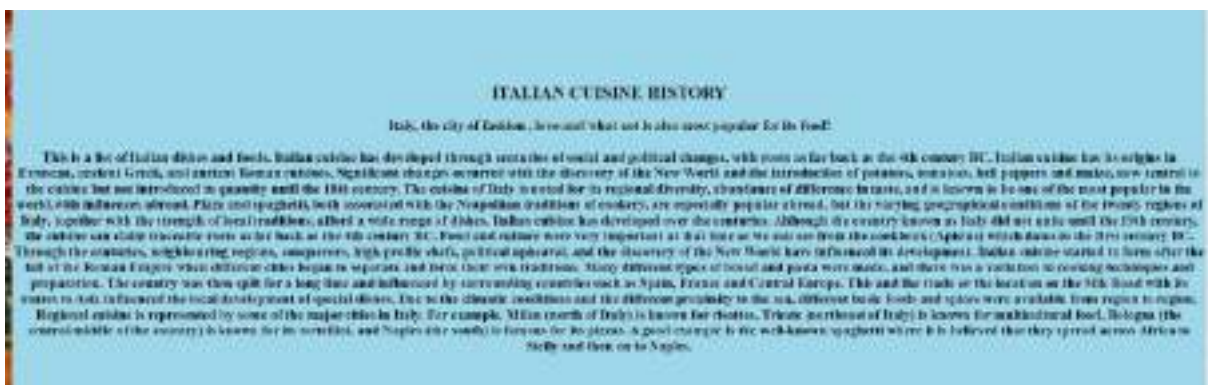 ITALIAN CUISINE HISTORY
Italy, the city of fashion, love and what not is also most popular for its food!
This is a list of Italian dishes and foods. Italian cuisine has developed through centuries of social and political changes, with roots as far back as the 4th century BC. Italian cuisine has its origins in
Etruscan, ancient Greek, and ancient Roman cuisines. Significant changes occurred with the discovery of the New World and the introduction of potatoes, tomatoes, bell peppers and maize, now central to
the cuisine but not introduced in quantity until the 18th century. The cuisine of Italy is noted for its regional diversity, abundance of difference in taste, and is known to be one of the most popular in the
world, with influences abroad. Pizza and spaghetti, both associated with the Neapolitan traditions of cookery, are especially popular abroad, but the varying geographical conditions of the twenty regions of
Italy, together with the strength of local traditions, afford a wide range of dishes. Italian cuisine has developed over the centuries. Although the country known as Italy did not unite until the 19th century,
the cuisine can claim traceable roots as far back as the 4th century BC. Food and culture were very important at that time as we can see from the cookbook (Apicius) which dates to the first century BC.
Through the centuries, neighbouring regions, conquerors, high profile chefs, political upheaval, and the discovery of the New World have influenced its development. Italian cuisine started to form after the
fall of the Roman Empire when different cities began to separate and form their own traditions. Many different types of bread and pasta were made, and there was a variation in cooking techniques and
preparation. The country was then split for a long time and influenced by surrounding countries such as Spain, France and Central Europe. This and the trade or the location on the Silk Road with its
routes to Asia influenced the local development of special dishes. Due to the climatic conditions and the different proximity to the sea, different basic foods and spices were available from region to region.
Regional cuisine is represented by some of the major cities in Italy. For example, Milan (north of Italy) is known for risottos, Trieste (northeast of Italy) is known for multicultural food, Bologna (the
central/middle of the country) is known for its tortellini, and Naples (the south) is famous for its pizzas. A good example is the well-known spaghetti where it is believed that they spread across Africa to
Sicily and then on to Naples.